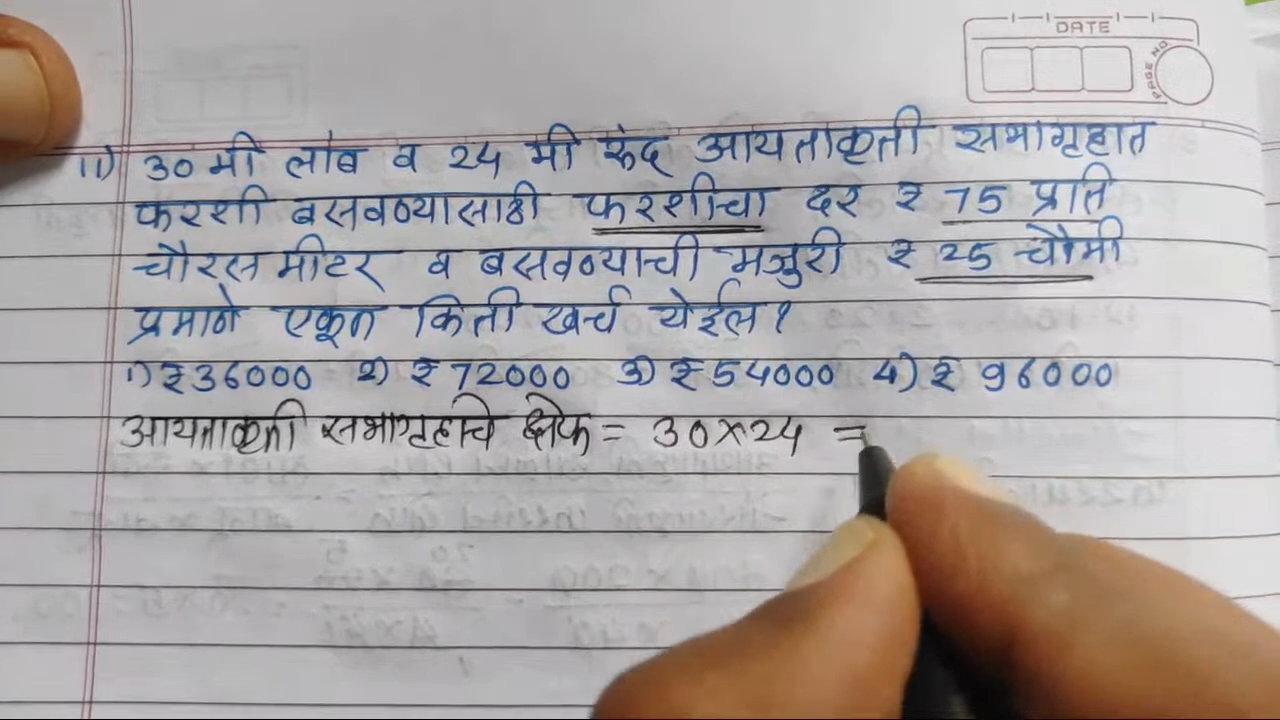 DATE
PAGE NO
11) 30 मी लांब व 24 मी रुंद आयताकृती सभागृहात
फरशी बसवण्यासाठी फरशीचा दर ₹ 75 प्रति
चौरस मीटर व बसवण्याची मजुरी ₹ 25 चौमी
प्रमाणे एकूण किती खर्च येईल?
1) ₹ 36000 2) ₹ 72000 3) ₹ 54000 4) ₹ 96000
आयताकृती सभागृहाचे क्षेफ = 30×24 =